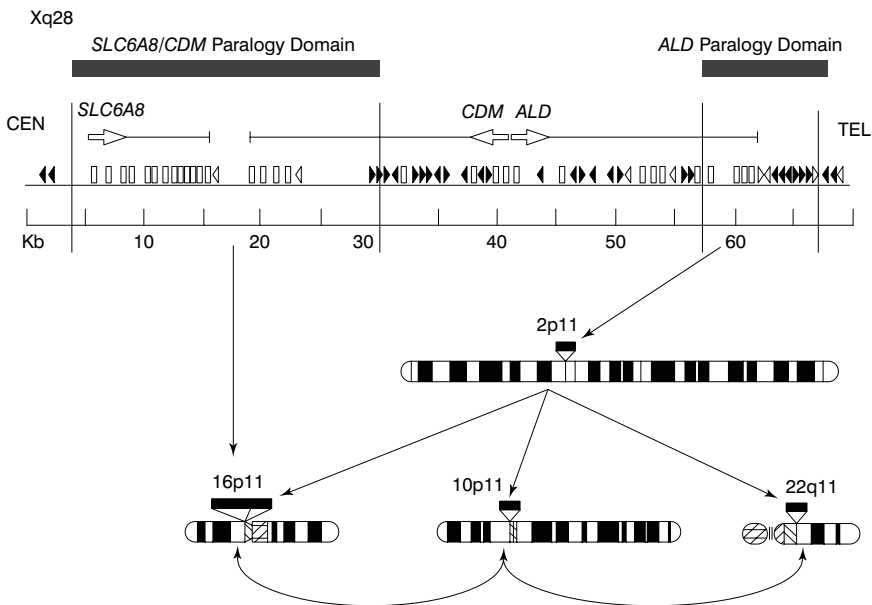 Xq28
SLC6A8/CDM Paralogy Domain
ALD Paralogy Domain
SLC6A8
CDM ALD
CEN
TEL
Kb 10 20 30 40 50 60
2p11
16p11
10p11
22q11